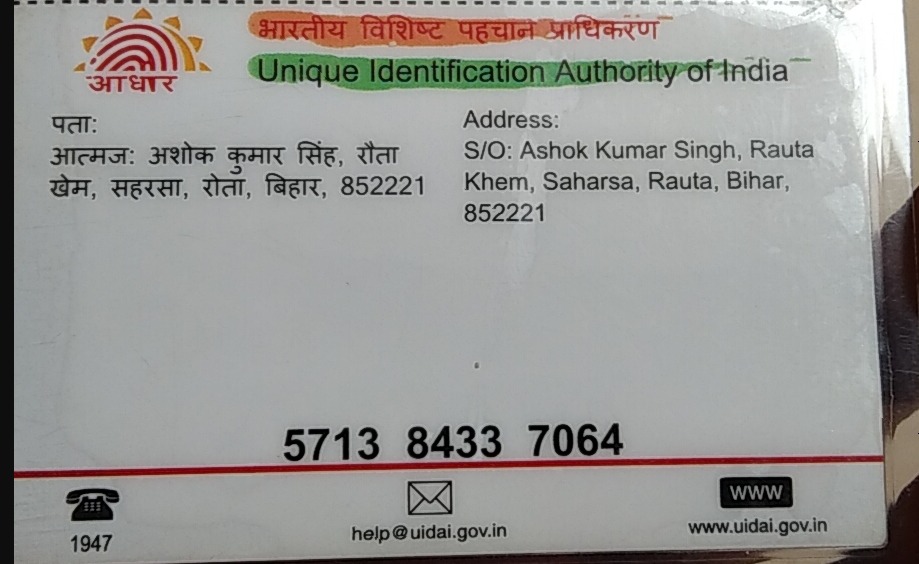 भारतीय विशिष्ट पहचान प्राधिकरण
Unique Identification Authority of India
आधार
पता:
आत्मज: अशोक कुमार सिंह, रौता
खेम, सहरसा, रोता, बिहार, 852221
Address:
S/O: Ashok Kumar Singh, Rauta
Khem, Saharsa, Rauta, Bihar,
852221
5713 8433 7064
1947
help@uidai.gov.in
www
www.uidai.gov.in